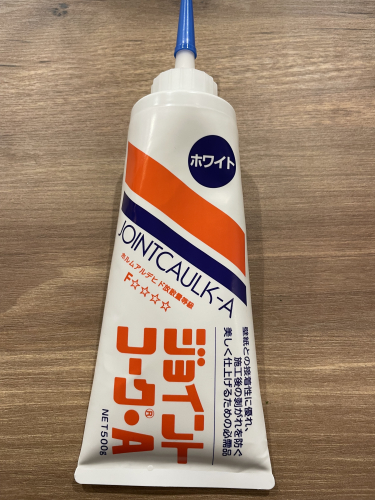 ホワイト
JOINTCAULK-A
ホルムアルデヒド放散量等級
F☆☆☆☆
壁紙との接着性に優れ、
施工後の剥がれを防ぐ
美しく仕上げるための必需品
ジョイント
コーク・A®
NET500g